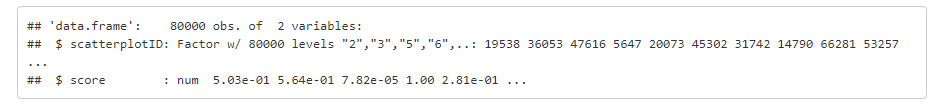 ## 'data.frame':    80000 obs. of  2 variables:
##  $ scatterplotID: Factor w/ 80000 levels "2","3","5","6",..: 19538 36053 47616 5647 20073 45302 31742 14790 66281 53257
...
##  $ score        : num  5.03e-01 5.64e-01 7.82e-05 1.00 2.81e-01 ...